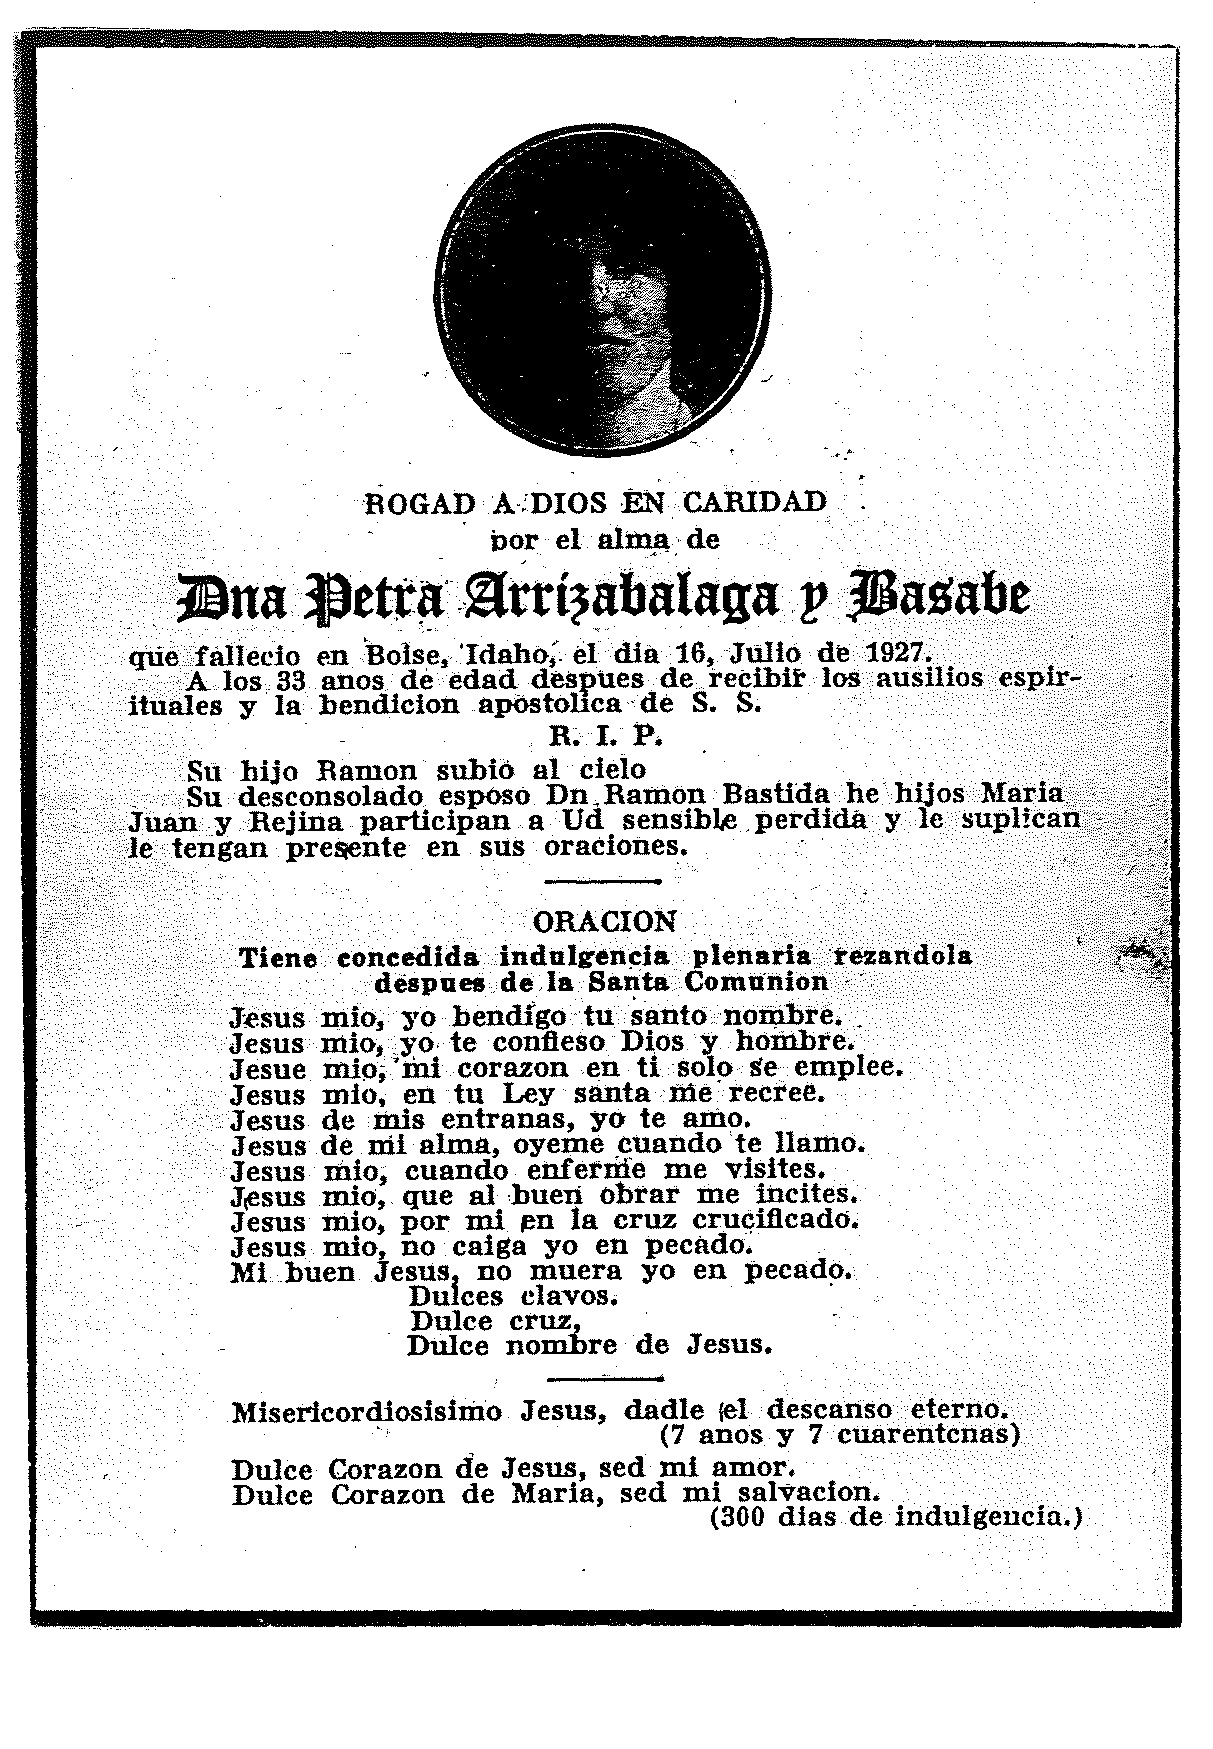 ROGAD A DIOS EN CARIDAD
por el alma de
Dna Petra Arrizabalaga y Basabe
que fallecio en Boise, Idaho, el dia 16, Julio de 1927.
A los 33 anos de edad despues de recibir los ausilios espir-
ituales y la bendicion apostolica de S. S.
R. I. P.
Su hijo Ramon subio al cielo
Su desconsolado esposo Dn Ramon Bastida he hijos Maria
Juan y Rejina participan a Ud sensible perdida y le suplican
le tengan presente en sus oraciones.
ORACION
Tiene concedida indulgencia plenaria rezandola
despues de la Santa Comunion
Jesus mio, yo bendigo tu santo nombre.
Jesus mio, yo te confieso Dios y hombre.
Jesue mio, mi corazon en ti solo se emplee.
Jesus mio, en tu Ley santa me recree.
Jesus de mis entranas, yo te amo.
Jesus de mi alma, oyeme cuando te llamo.
Jesus mio, cuando enferme me visites.
Jesus mio, que al buen obrar me incites.
Jesus mio, por mi en la cruz crucificado.
Jesus mio, no caiga yo en pecado.
Mi buen Jesus, no muera yo en pecado.
Dulces clavos.
Dulce cruz,
Dulce nombre de Jesus.
Misericordiosisimo Jesus, dadle el descanso eterno.
(7 anos y 7 cuarentenas)
Dulce Corazon de Jesus, sed mi amor.
Dulce Corazon de Maria, sed mi salvacion.
(300 dias de indulgencia.)